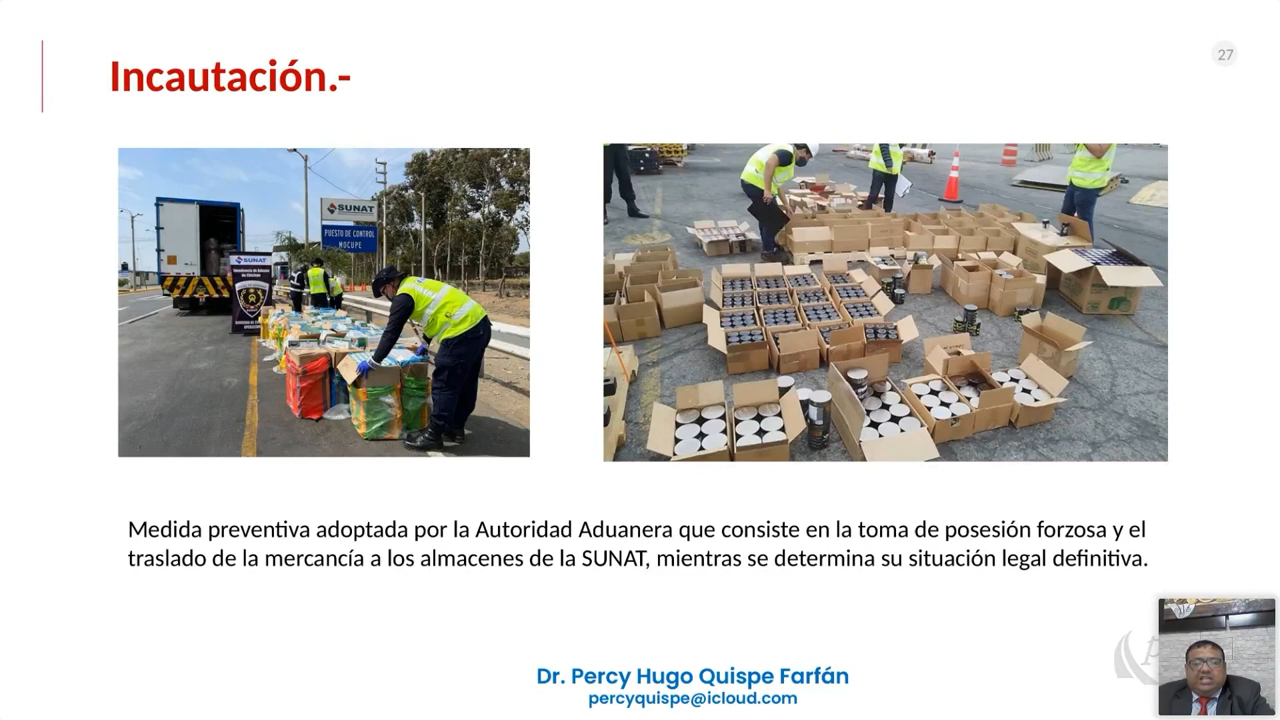 Incautación.-
27
SUNAT
PUESTO DE CONTROL
MOCUPE
SUNAT
Medida preventiva adoptada por la Autoridad Aduanera que consiste en la toma de posesión forzosa y el
traslado de la mercancía a los almacenes de la SUNAT, mientras se determina su situación legal definitiva.
Dr. Percy Hugo Quispe Farfán
percyquispe@icloud.com